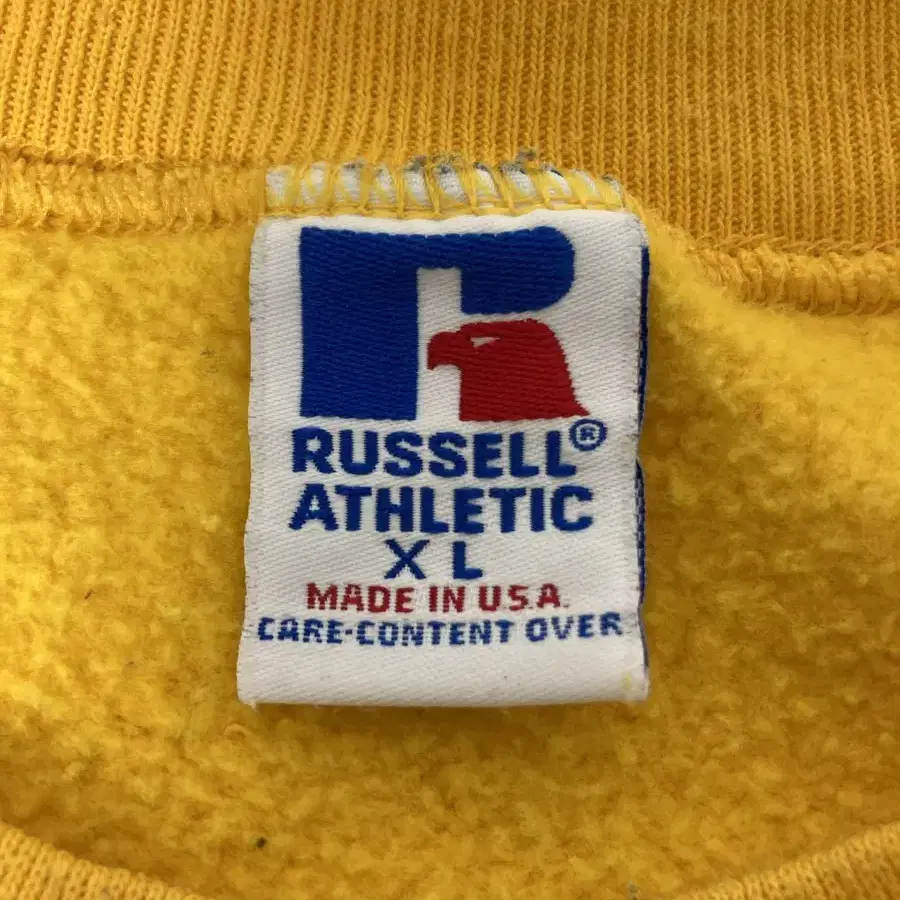 R
RUSSELL®
ATHLETIC
XL
MADE IN U.S.A.
CARE-CONTENT OVER